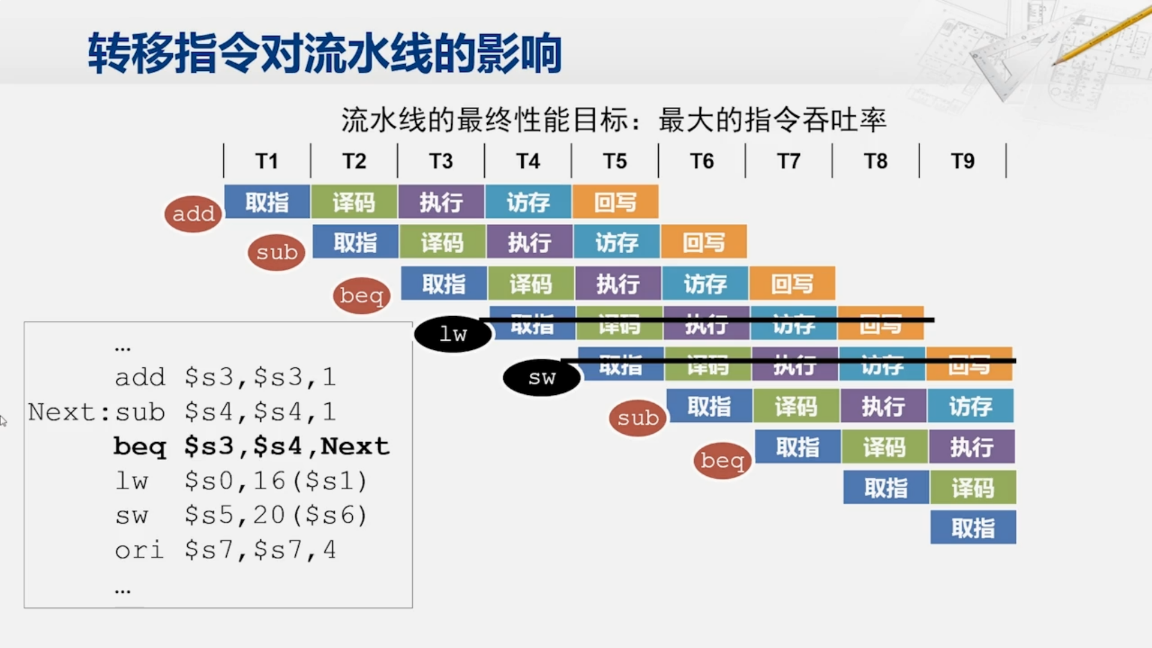 转移指令对流水线的影响
流水线的最终性能目标：最大的指令吞吐率
T1 T2 T3 T4 T5 T6 T7 T8 T9
add 取指 译码 执行 访存 回写
sub 取指 译码 执行 访存 回写
beq 取指 译码 执行 访存 回写
lw 取指 译码 执行 访存 回写
sw 取指 译码 执行 访存 回写
sub 取指 译码 执行 访存
beq 取指 译码 执行
取指 译码
取指
…
add $s3,$s3,1
Next:sub $s4,$s4,1
beq $s3,$s4,Next
lw $s0,16($s1)
sw $s5,20($s6)
ori $s7,$s7,4
…